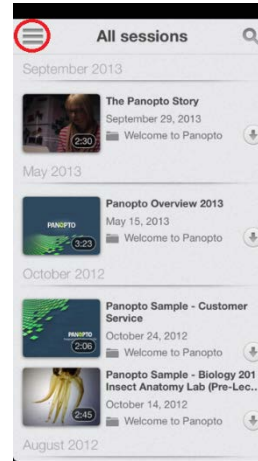 All sessions
September 2013
The Panopto Story
September 29, 2013
Welcome to Panopto
2:30
May 2013
Panopto Overview 2013
May 15, 2013
Welcome to Panopto
PANOPTO
3:23
October 2012
Panopto Sample - Customer
Service
October 24, 2012
Welcome to Panopto
PANOPTO
2:06
Panopto Sample - Biology 201
Insect Anatomy Lab (Pre-Lec...
October 14, 2012
Welcome to Panopto
2:45
August 2012